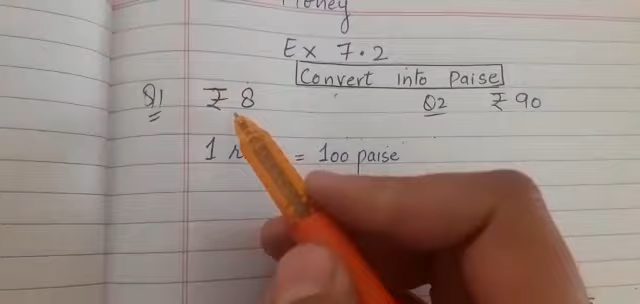 Money
Ex 7.2
Convert into Paise
Q1 ₹ 8 Q2 ₹ 90
1 = 100 paise